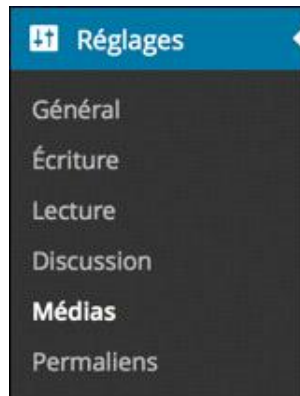 Réglages
Général
Écriture
Lecture
Discussion
Médias
Permaliens